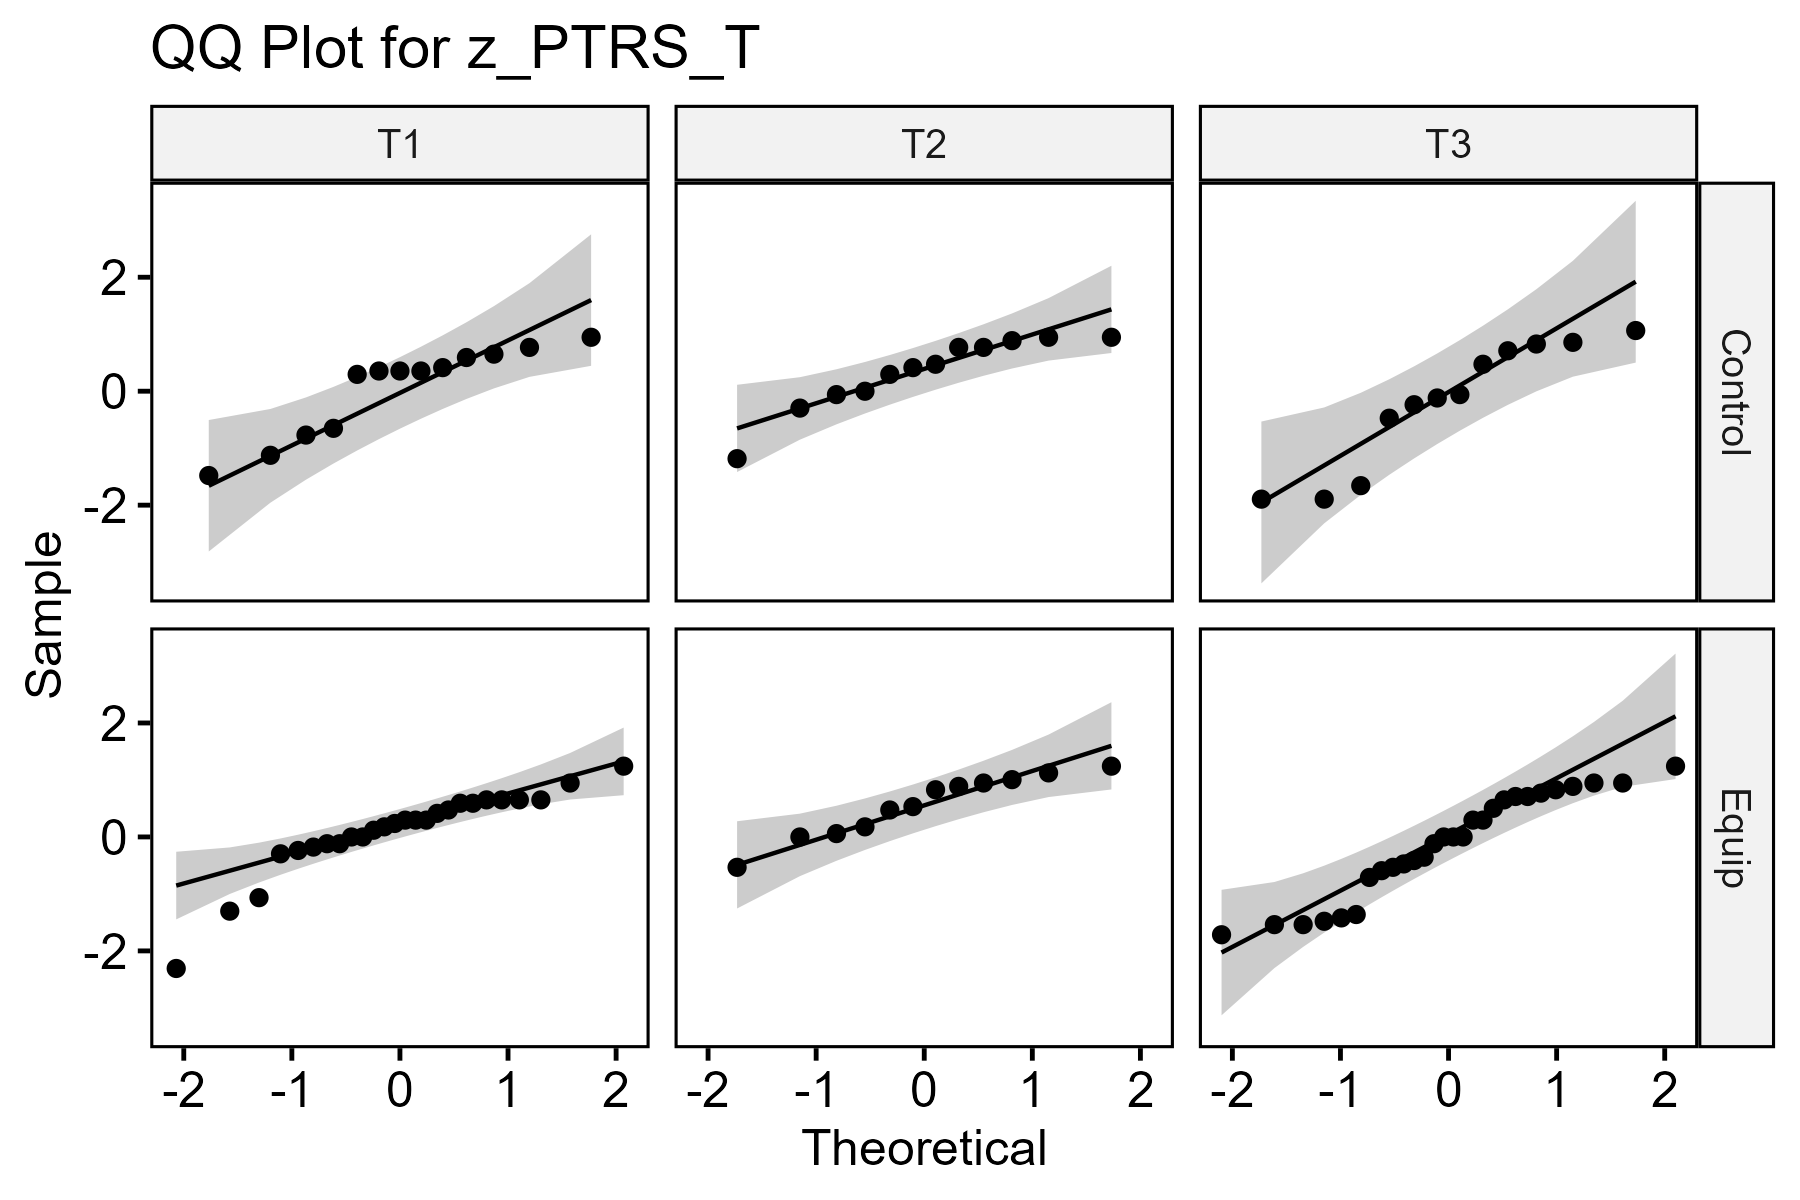 QQ Plot for z_PTRS_T
T1 T2 T3
2
0
-2
Control
Sample
2
0
-2
Equip
-2 -1 0 1 2 -2 -1 0 1 2 -2 -1 0 1 2
Theoretical